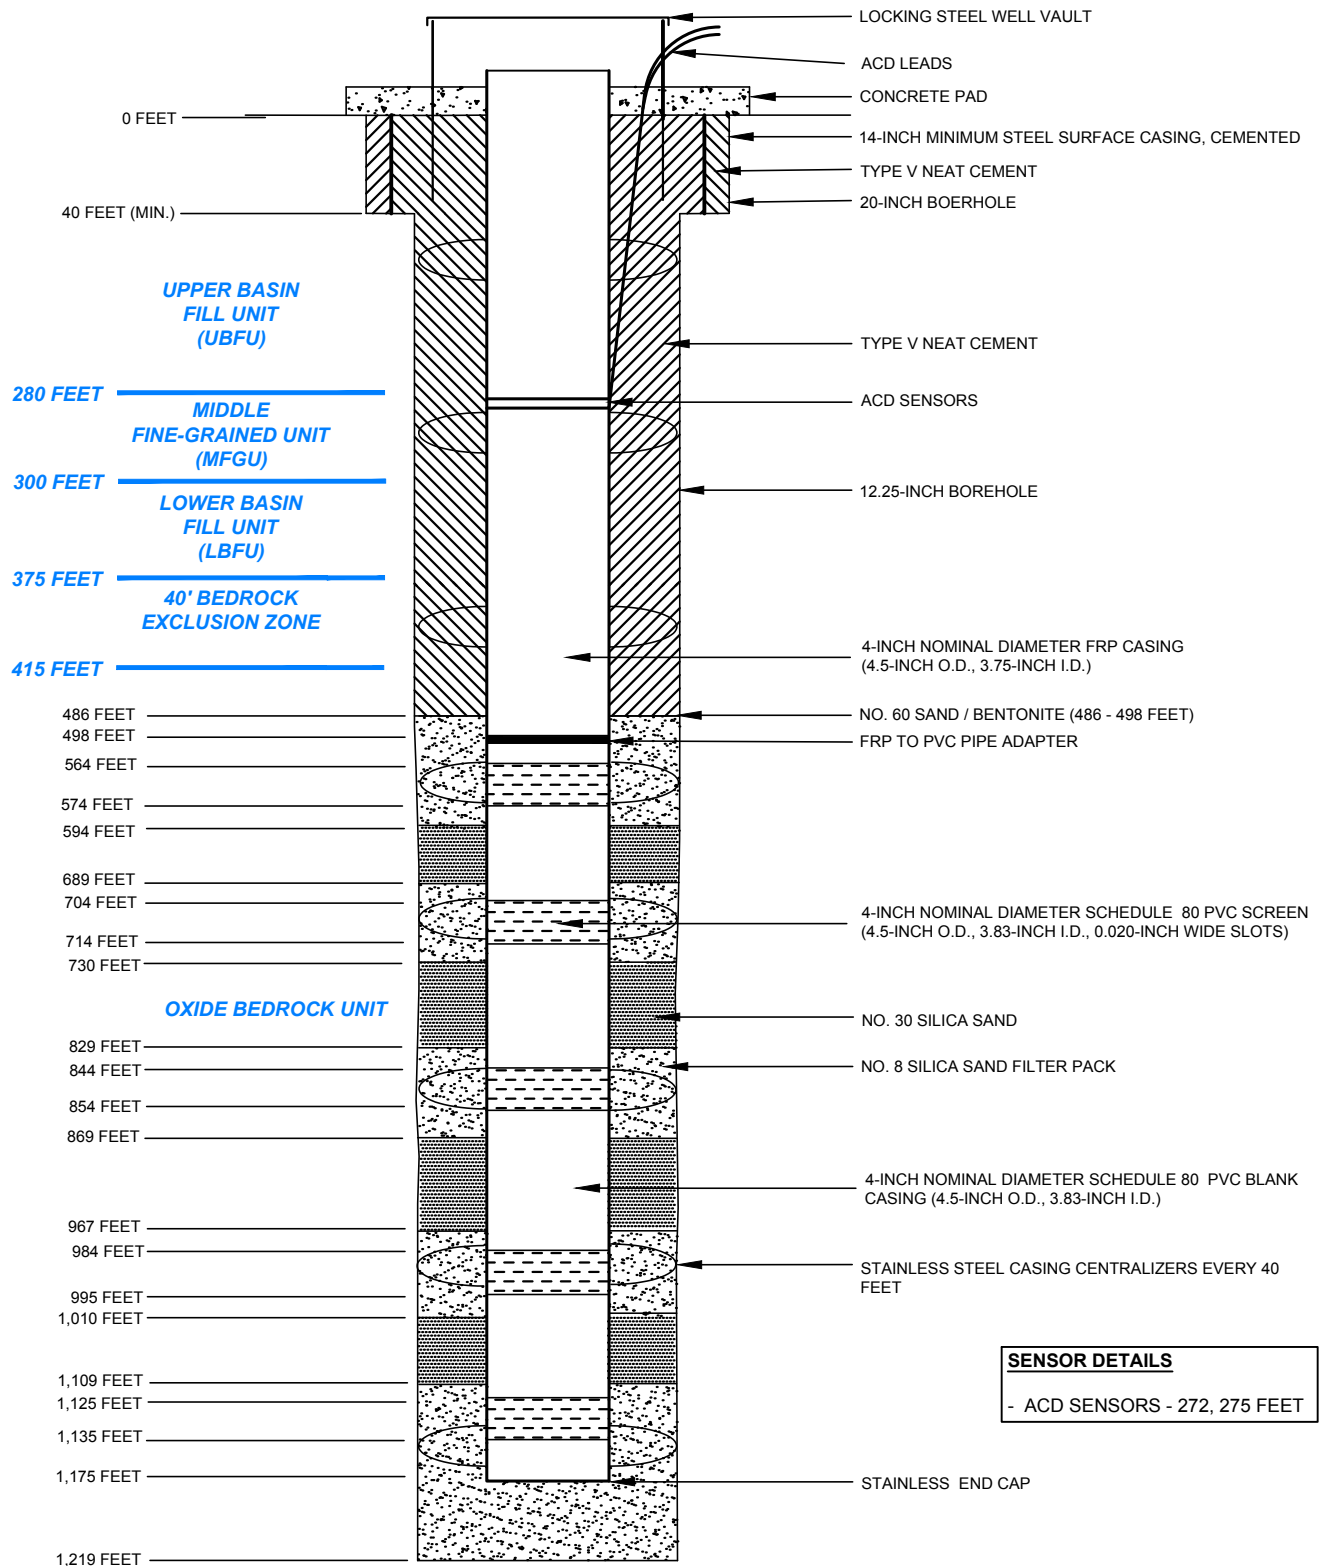 LOCKING STEEL WELL VAULT
ACD LEADS
CONCRETE PAD
0 FEET
14-INCH MINIMUM STEEL SURFACE CASING, CEMENTED
TYPE V NEAT CEMENT
20-INCH BOERHOLE
40 FEET (MIN.)
UPPER BASIN
FILL UNIT
(UBFU)
TYPE V NEAT CEMENT
280 FEET
ACD SENSORS
MIDDLE
FINE-GRAINED UNIT
(MFGU)
300 FEET
12.25-INCH BOREHOLE
LOWER BASIN
FILL UNIT
(LBFU)
375 FEET
40' BEDROCK
EXCLUSION ZONE
4-INCH NOMINAL DIAMETER FRP CASING
(4.5-INCH O.D., 3.75-INCH I.D.)
415 FEET
486 FEET
NO. 60 SAND / BENTONITE (486 - 498 FEET)
498 FEET
FRP TO PVC PIPE ADAPTER
564 FEET
574 FEET
594 FEET
689 FEET
704 FEET
4-INCH NOMINAL DIAMETER SCHEDULE 80 PVC SCREEN
(4.5-INCH O.D., 3.83-INCH I.D., 0.020-INCH WIDE SLOTS)
714 FEET
730 FEET
OXIDE BEDROCK UNIT
NO. 30 SILICA SAND
829 FEET
844 FEET
NO. 8 SILICA SAND FILTER PACK
854 FEET
869 FEET
4-INCH NOMINAL DIAMETER SCHEDULE 80 PVC BLANK
CASING (4.5-INCH O.D., 3.83-INCH I.D.)
967 FEET
984 FEET
STAINLESS STEEL CASING CENTRALIZERS EVERY 40
FEET
995 FEET
1,010 FEET
SENSOR DETAILS
- ACD SENSORS - 272, 275 FEET
1,109 FEET
1,125 FEET
1,135 FEET
1,175 FEET
STAINLESS END CAP
1,219 FEET